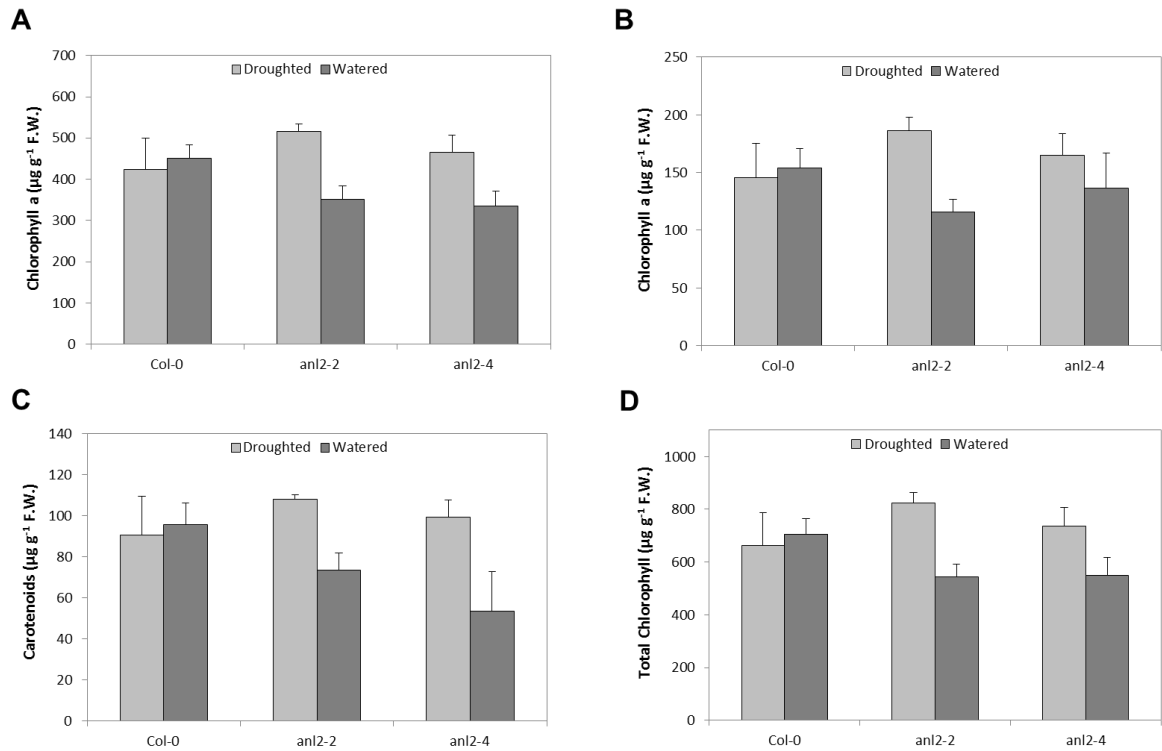 A
Chlorophyll a (µg g⁻¹ F.W.)
700
600
500
400
300
200
100
0
Droughted Watered
Col-0 anl2-2 anl2-4
B
Chlorophyll a (µg g⁻¹ F.W.)
250
200
150
100
50
0
Droughted Watered
Col-0 anl2-2 anl2-4
C
Carotenoids (µg g⁻¹ F.W.)
140
120
100
80
60
40
20
0
Droughted Watered
Col-0 anl2-2 anl2-4
D
Total Chlorophyll (µg g⁻¹ F.W.)
1000
800
600
400
200
0
Droughted Watered
Col-0 anl2-2 anl2-4